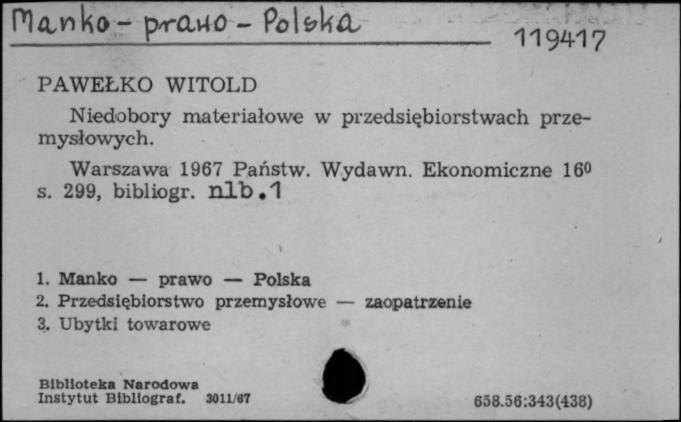 Manko - prawo - Polska
119417
PAWEŁKO WITOLD
Niedobory materiałowe w przedsiębiorstwach prze-
mysłowych.
Warszawa 1967 Państw. Wydawn. Ekonomiczne 16⁰
s. 299, bibliogr. nlb.1
1. Manko — prawo — Polska
2. Przedsiębiorstwo przemysłowe — zaopatrzenie
3. Ubytki towarowe
Biblioteka Narodowa
Instytut Bibliograf. 3011/67
658.56:343(438)